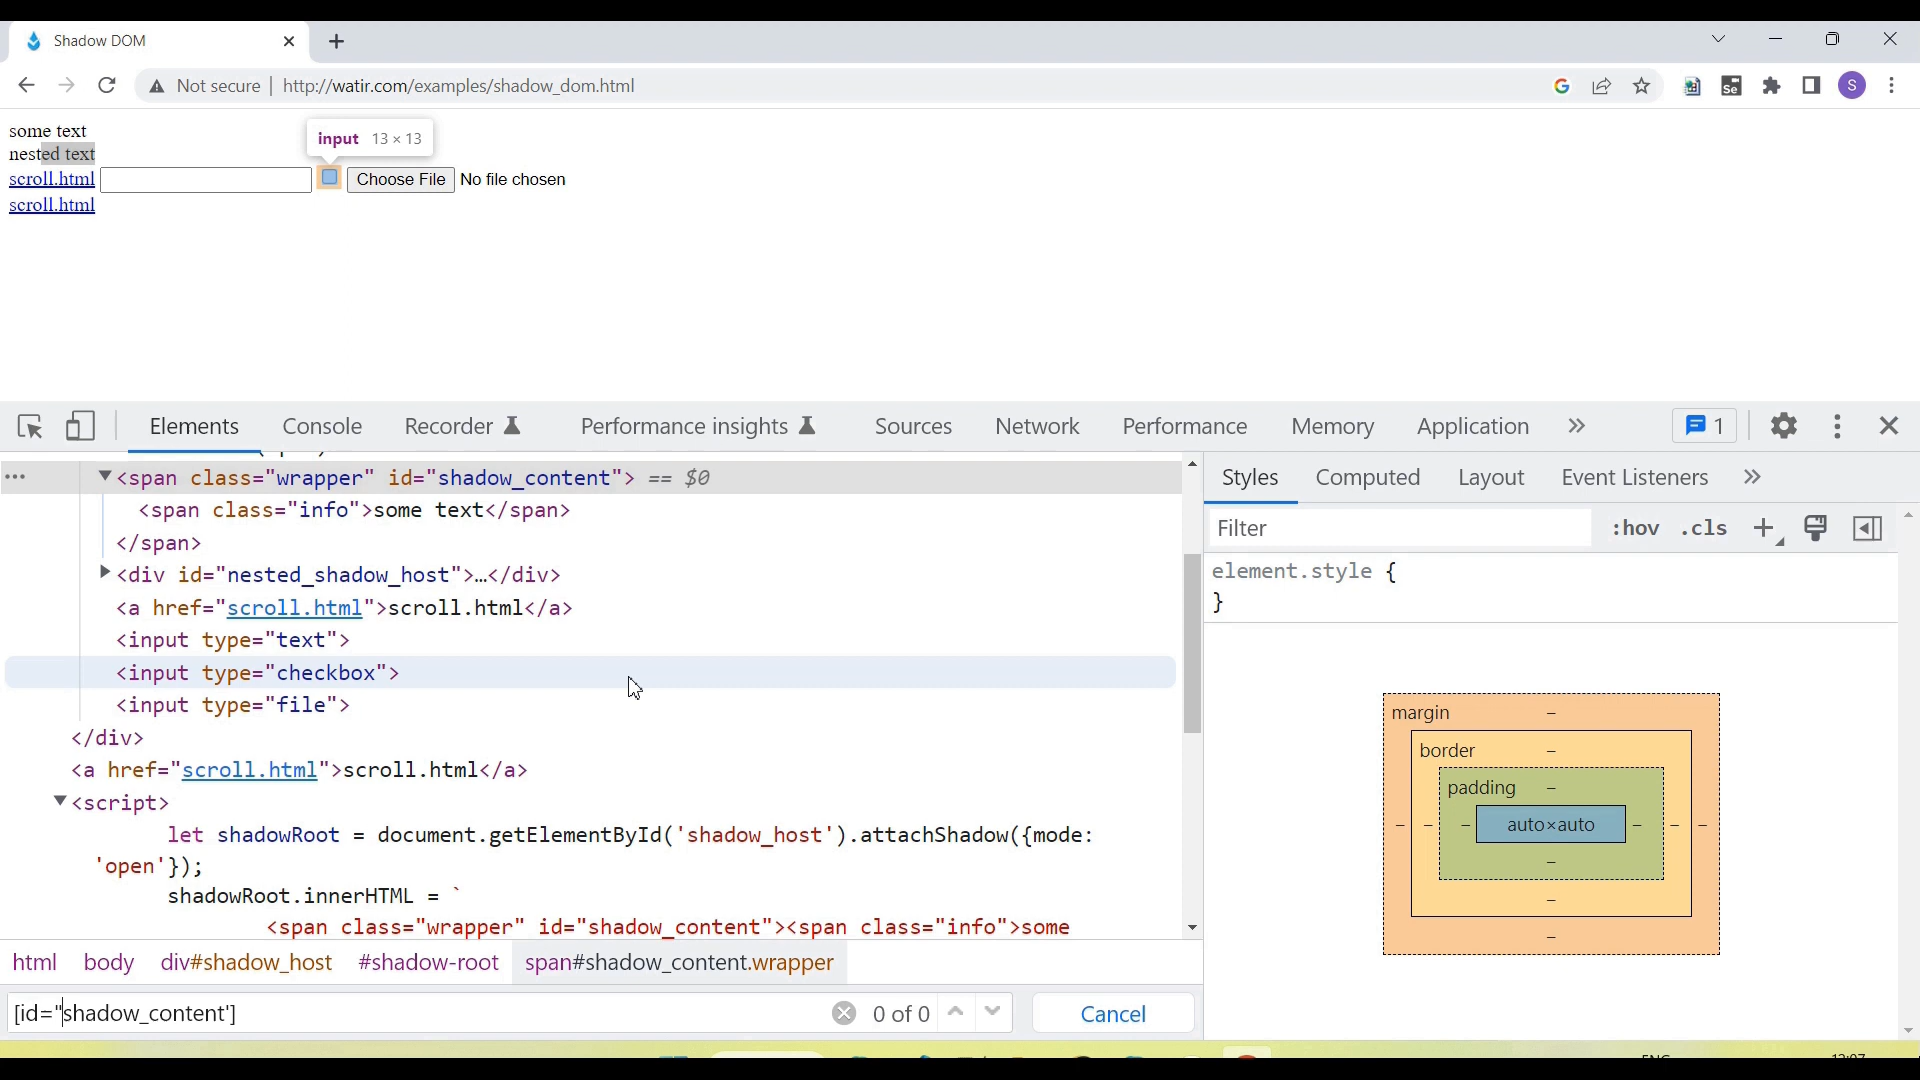 Shadow DOM
Not secure | http://watir.com/examples/shadow_dom.html
Se
S
some text
nested text
input 13 × 13
scroll.html Choose File No file chosen
scroll.html
Elements Console Recorder Performance insights Sources Network Performance Memory Application » 1
<span class="wrapper" id="shadow_content"> == $0
<span class="info">some text</span>
</span>
<div id="nested_shadow_host">…</div>
<a href="scroll.html">scroll.html</a>
<input type="text">
<input type="checkbox">
<input type="file">
</div>
<a href="scroll.html">scroll.html</a>
<script>
let shadowRoot = document.getElementById('shadow_host').attachShadow({mode:
'open'});
shadowRoot.innerHTML = `
<span class="wrapper" id="shadow_content"><span class="info">some
html body div#shadow_host #shadow-root span#shadow_content.wrapper
[id="shadow_content'] 0 of 0 Cancel
Styles Computed Layout Event Listeners »
Filter :hov .cls
element.style {
}
margin –
border –
padding –
– – – auto×auto – – –
–
–
–